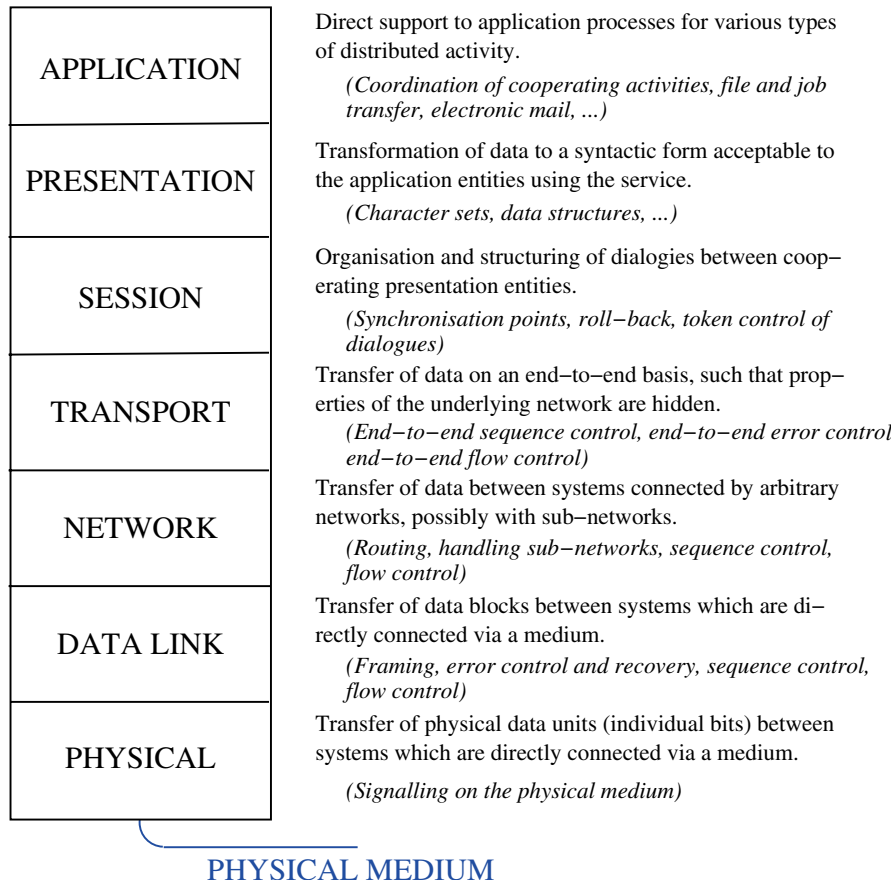 APPLICATION
Direct support to application processes for various types
of distributed activity.
(Coordination of cooperating activities, file and job
transfer, electronic mail, ...)
PRESENTATION
Transformation of data to a syntactic form acceptable to
the application entities using the service.
(Character sets, data structures, ...)
SESSION
Organisation and structuring of dialogies between coop−
erating presentation entities.
(Synchronisation points, roll−back, token control of
dialogues)
TRANSPORT
Transfer of data on an end−to−end basis, such that prop−
erties of the underlying network are hidden.
(End−to−end sequence control, end−to−end error control
end−to−end flow control)
NETWORK
Transfer of data between systems connected by arbitrary
networks, possibly with sub−networks.
(Routing, handling sub−networks, sequence control,
flow control)
DATA LINK
Transfer of data blocks between systems which are di−
rectly connected via a medium.
(Framing, error control and recovery, sequence control,
flow control)
PHYSICAL
Transfer of physical data units (individual bits) between
systems which are directly connected via a medium.
(Signalling on the physical medium)
PHYSICAL MEDIUM